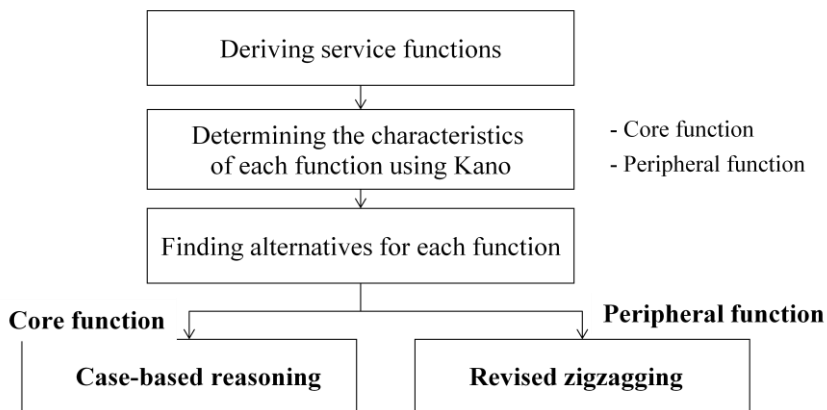 Deriving service functions
Determining the characteristics
of each function using Kano
- Core function
- Peripheral function
Finding alternatives for each function
Core function
Peripheral function
Case-based reasoning
Revised zigzagging